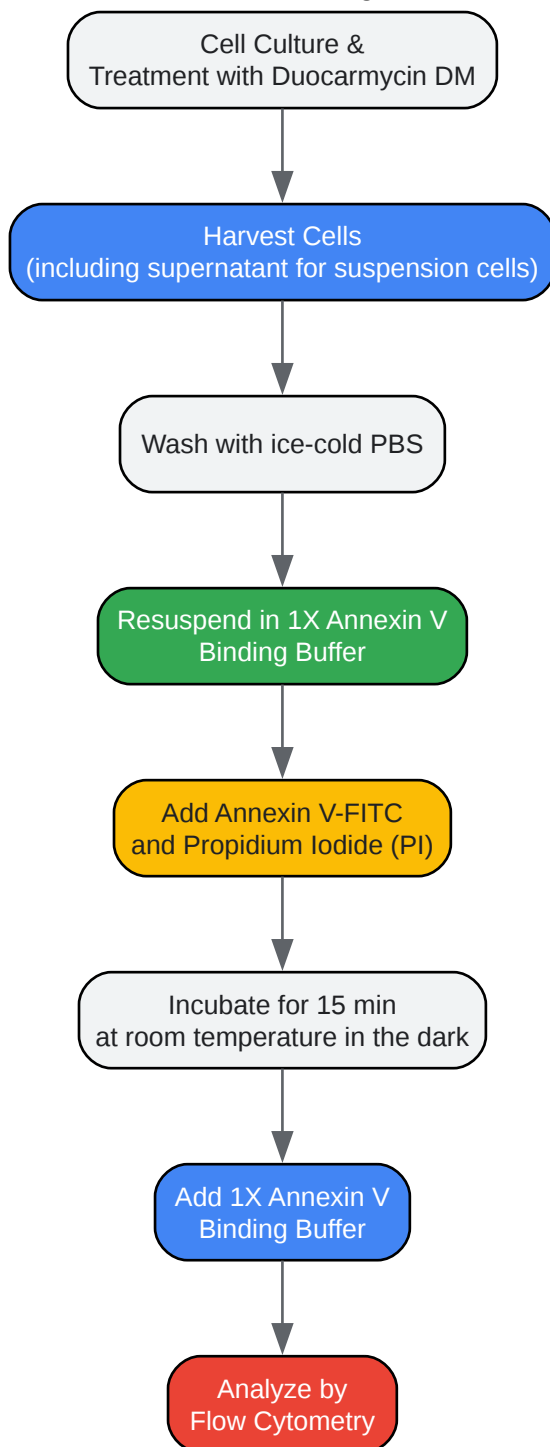 Cell Culture &
Treatment with Duocarmycin DM
Harvest Cells
(including supernatant for suspension cells)
Wash with ice-cold PBS
Resuspend in 1X Annexin V
Binding Buffer
Add Annexin V-FITC
and Propidium Iodide (PI)
Incubate for 15 min
at room temperature in the dark
Add 1X Annexin V
Binding Buffer
Analyze by
Flow Cytometry